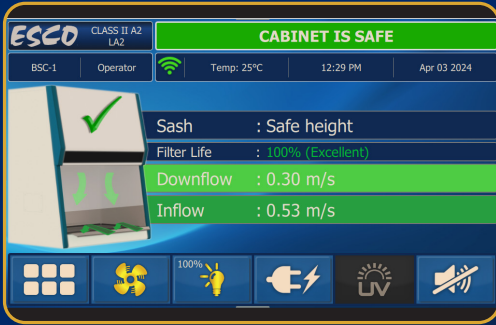 ESCO CLASS II A2
LA2
CABINET IS SAFE
BSC-1 Operator Temp: 25°C 12:29 PM Apr 03 2024
Sash : Safe height
Filter Life : 100% (Excellent)
Downflow : 0.30 m/s
Inflow : 0.53 m/s
100%
UV